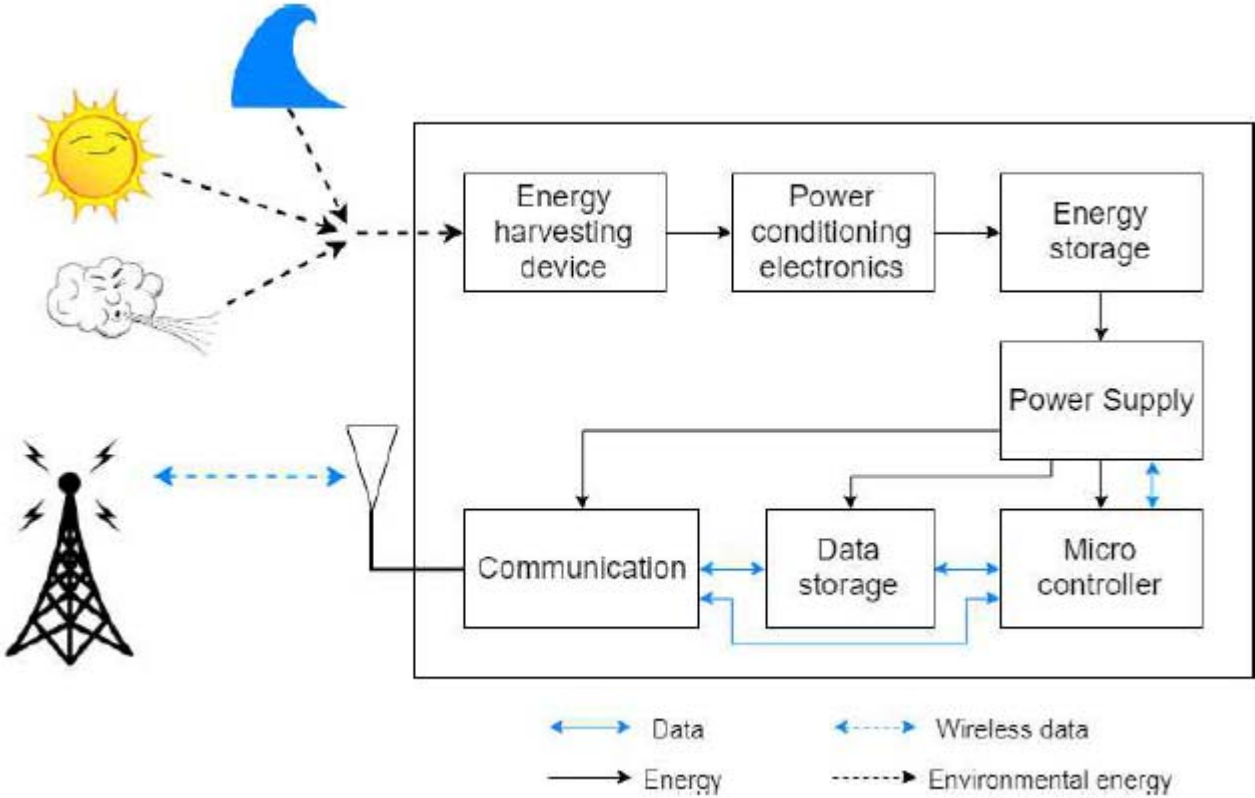 Energy
harvesting
device
Power
conditioning
electronics
Energy
storage
Power Supply
Communication
Data
storage
Micro
controller
Data
Wireless data
Energy
Environmental energy